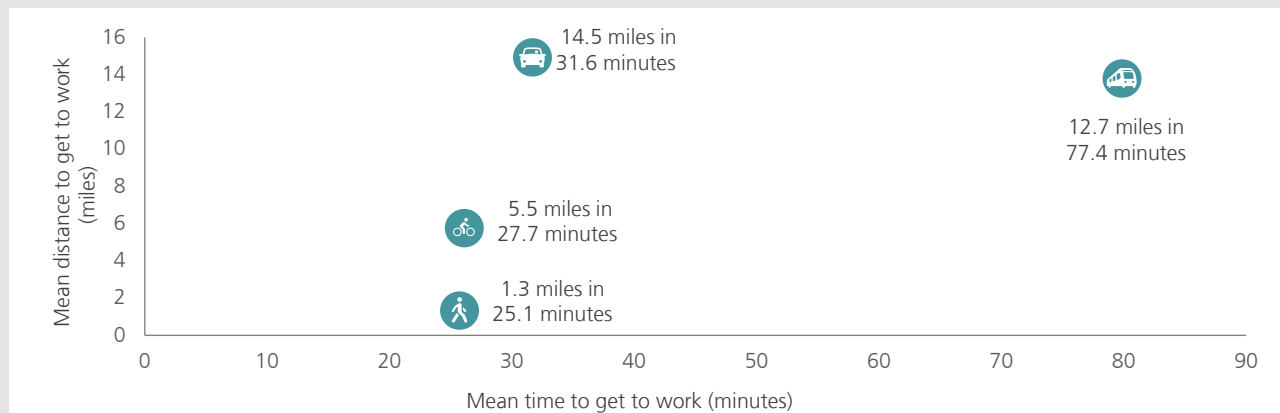 Mean distance to get to work
(miles)
16
14
12
10
8
6
4
2
0
14.5 miles in
31.6 minutes
12.7 miles in
77.4 minutes
5.5 miles in
27.7 minutes
1.3 miles in
25.1 minutes
0
10
20
30
40
50
60
70
80
90
Mean time to get to work (minutes)